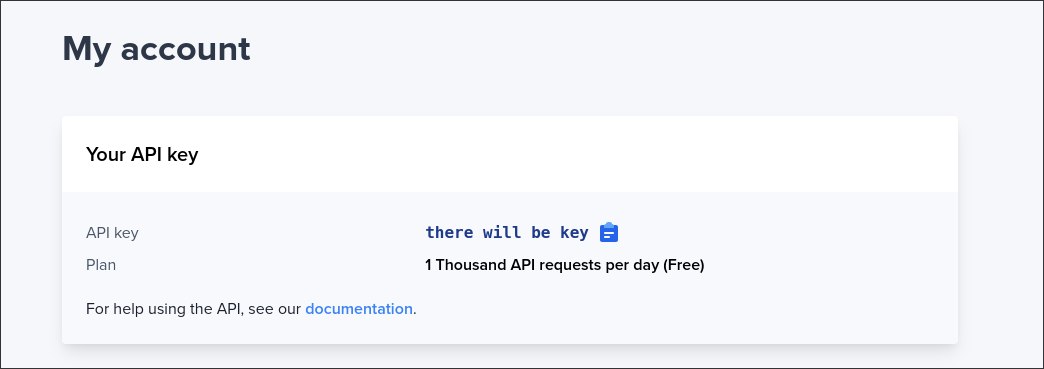 My account
Your API key
API key there will be key
Plan 1 Thousand API requests per day (Free)
For help using the API, see our documentation.